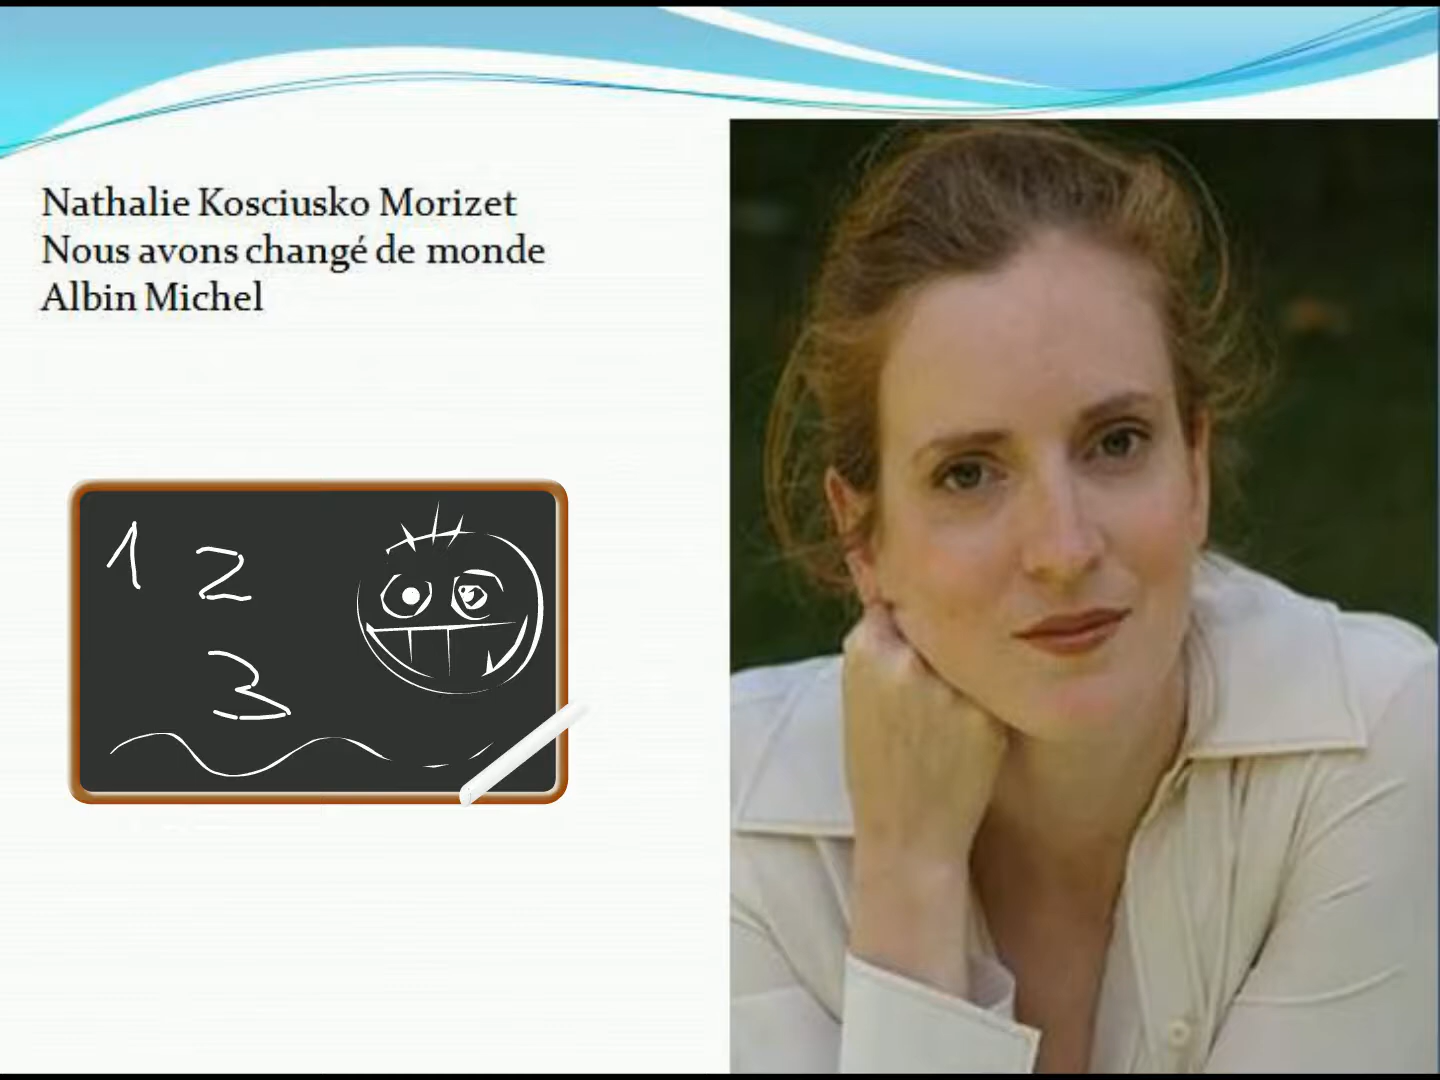 Nathalie Kosciusko Morizet
Nous avons changé de monde
Albin Michel
1 2
3